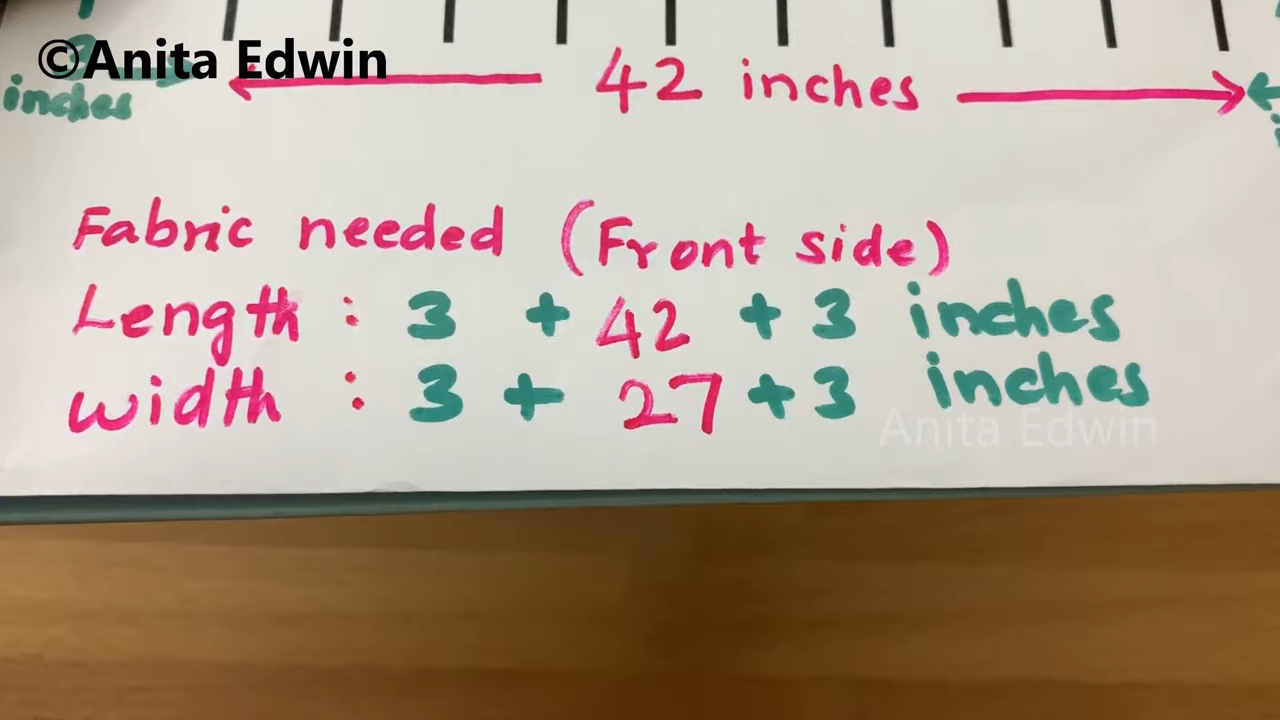 ©Anita Edwin
inches
42 inches
Fabric needed (Front side)
Length : 3 + 42 + 3 inches
width : 3 + 27 + 3 inches
Anita Edwin